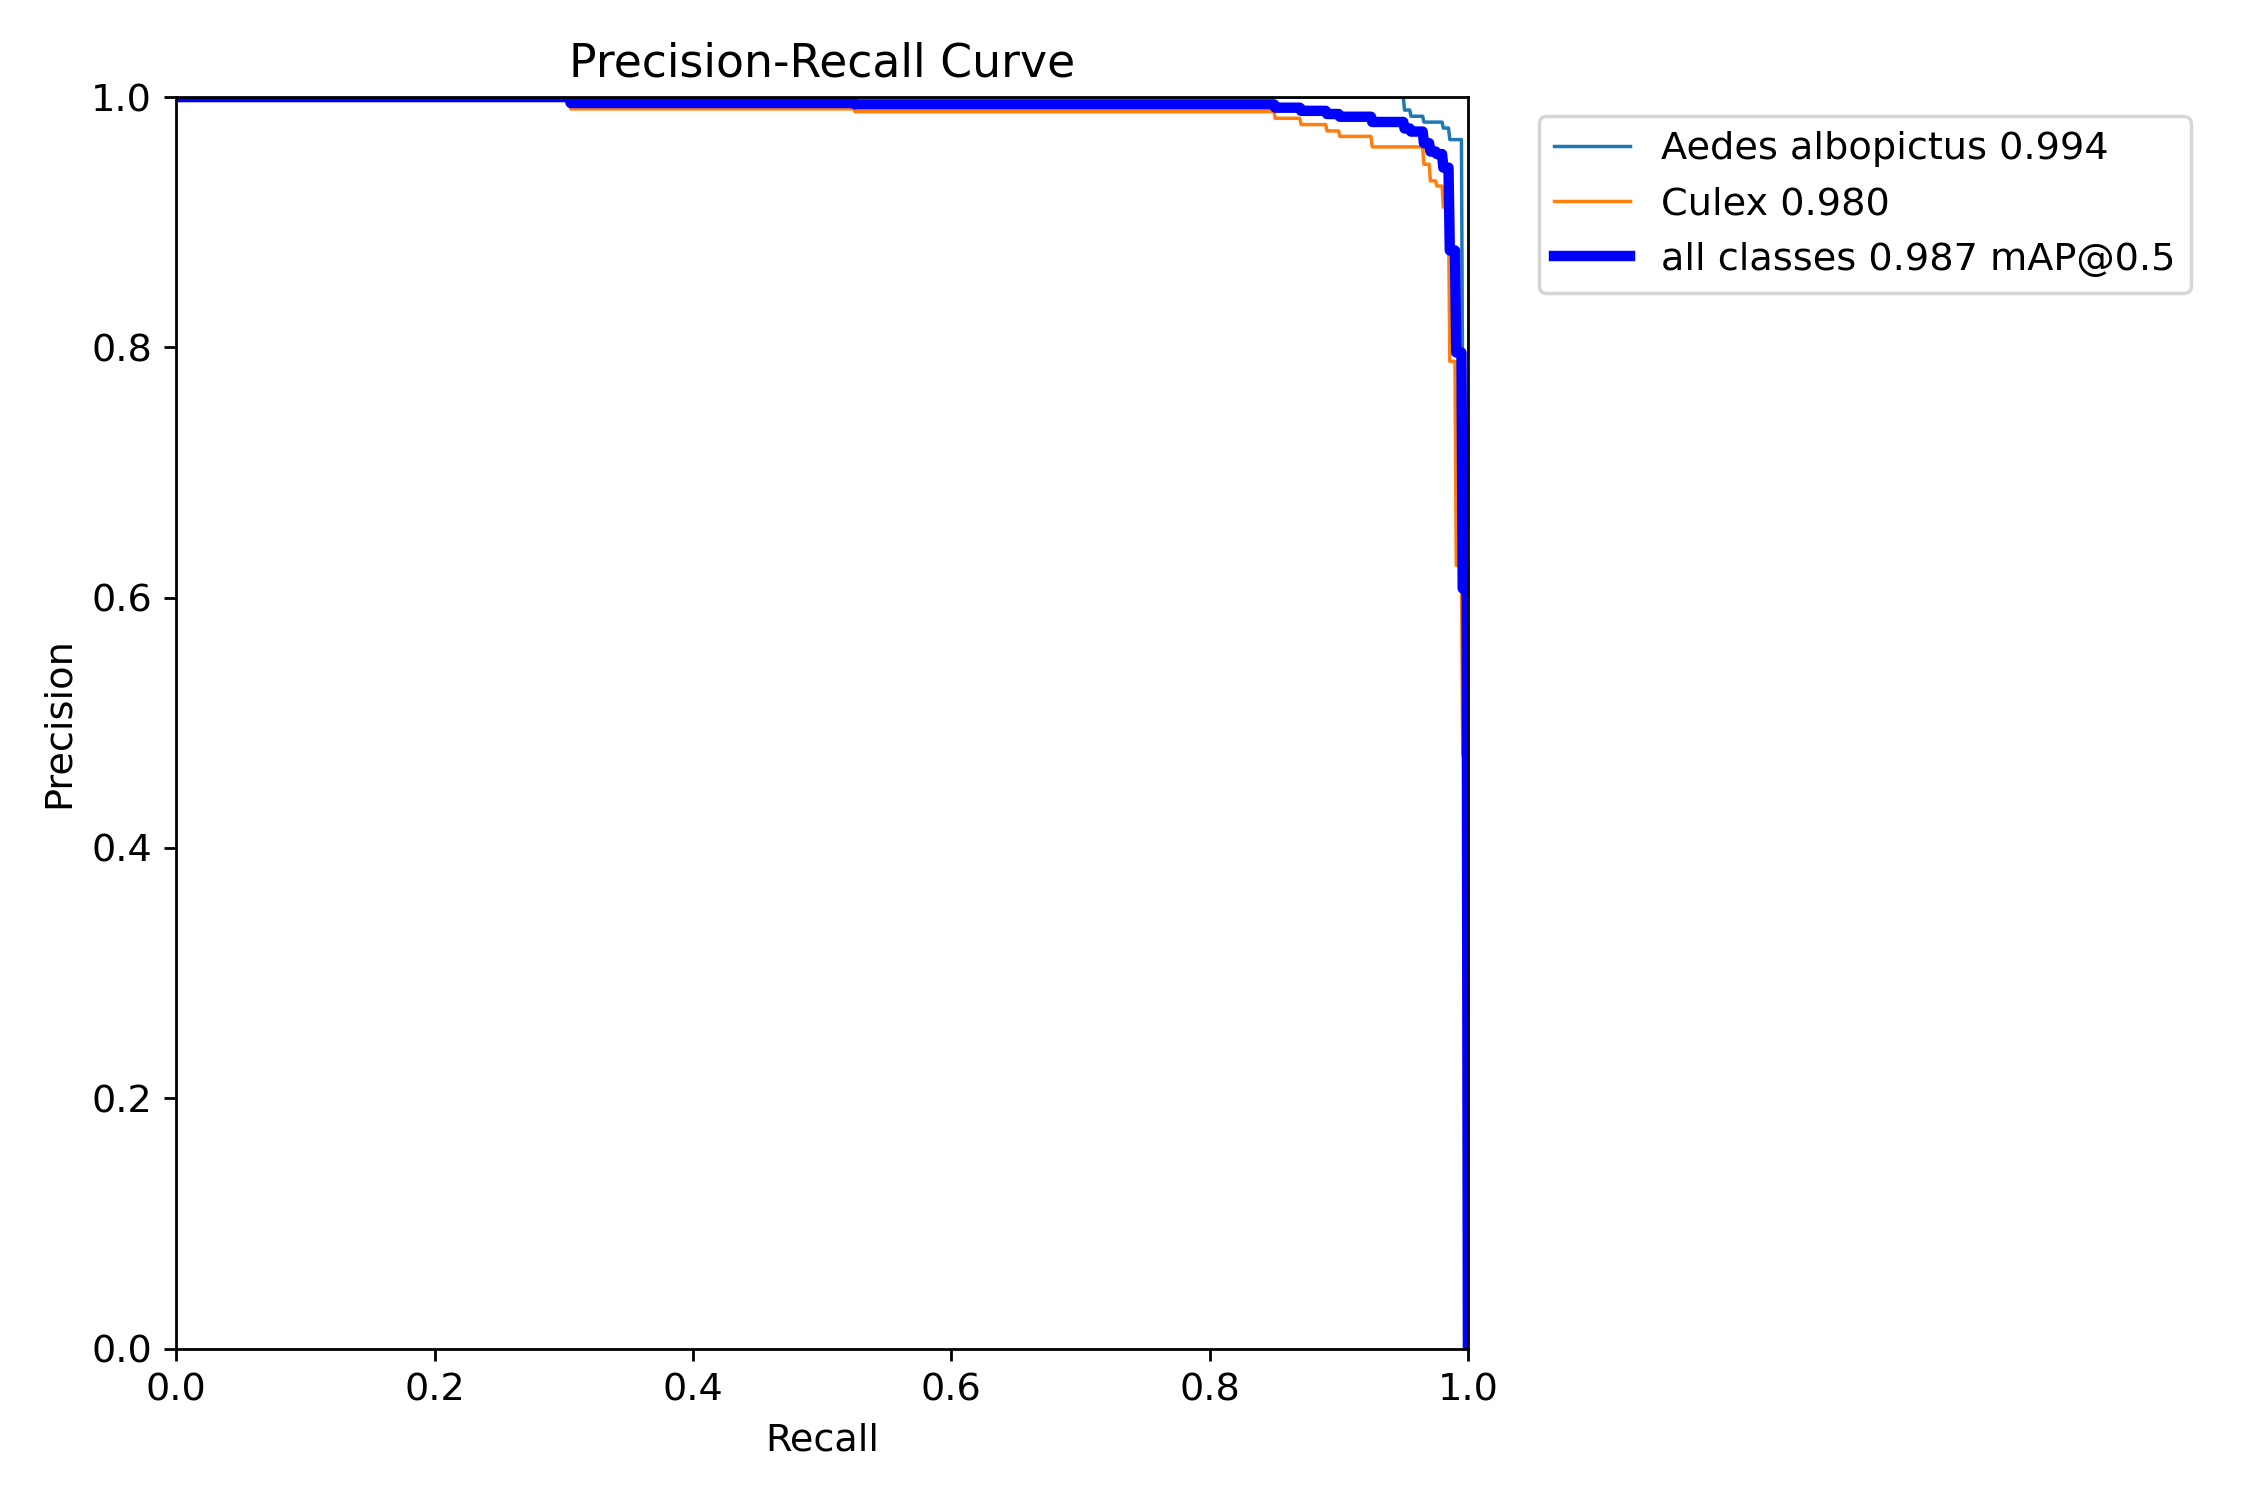 Precision-Recall Curve
1.0
0.8
0.6
0.4
0.2
0.0
Precision
0.0 0.2 0.4 0.6 0.8 1.0
Recall
Aedes albopictus 0.994
Culex 0.980
all classes 0.987 mAP@0.5